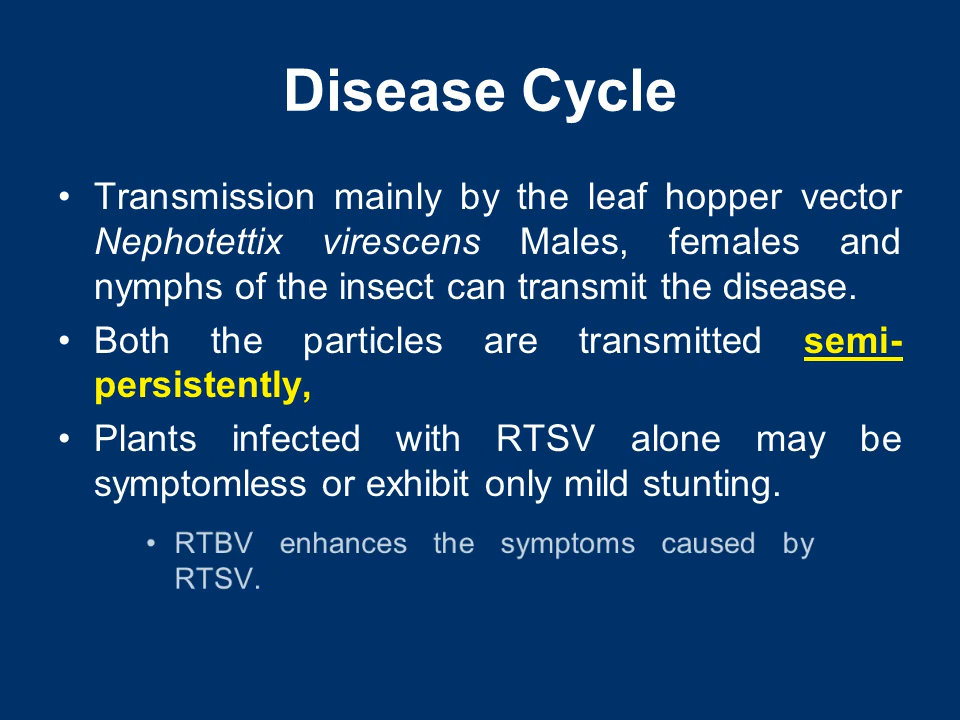 Disease Cycle
• Transmission mainly by the leaf hopper vector
Nephotettix virescens Males, females and
nymphs of the insect can transmit the disease.
• Both the particles are transmitted semi-
persistently,
• Plants infected with RTSV alone may be
symptomless or exhibit only mild stunting.
• RTBV enhances the symptoms caused by
RTSV.